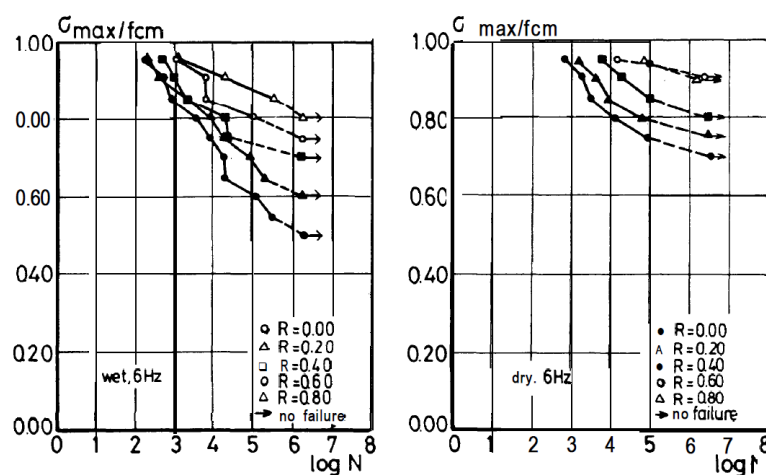 σmax/fcm
1.00
0.00
0.60
0.40
0.20
0.00
R=0.00
R=0.20
R=0.40
R=0.60
R=0.80
no failure
wet,6Hz
0 1 2 3 4 5 6 7 8
log N
σ max/fcm
1.00
0.80
0.60
0.40
0.20
0.00
R=0.00
R=0.20
R=0.40
R=0.60
R=0.80
no failure
dry. 6Hz
0 1 2 3 4 5 6 7 8
log N